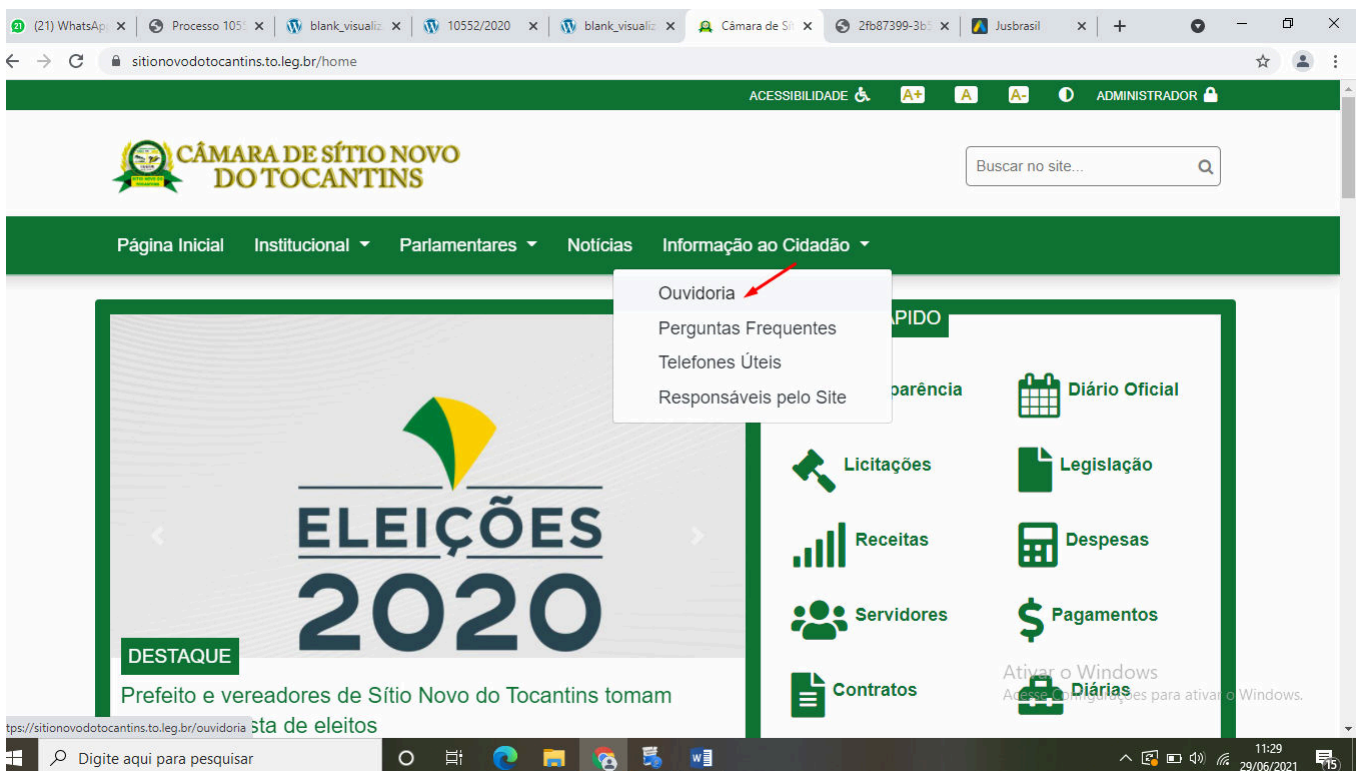 (21) WhatsAp
Processo 105
blank_visualiz
10552/2020
blank_visualiz
Câmara de Sít
2fb87399-3b5
Jusbrasil
sitionovodotocantins.to.leg.br/home
ACESSIBILIDADE A+ A A- ADMINISTRADOR
CÂMARA DE SÍTIO NOVO
DO TOCANTINS
Buscar no site...
Página Inicial Institucional Parlamentares Notícias Informação ao Cidadão
Ouvidoria
Perguntas Frequentes
Telefones Úteis
Responsáveis pelo Site
PIDO
parência
Diário Oficial
Licitações
Legislação
Receitas
Despesas
Servidores
Pagamentos
Contratos
Diárias
ELEIÇÕES
2020
DESTAQUE
Prefeito e vereadores de Sítio Novo do Tocantins tomam
sta de eleitos
Ativar o Windows
Acesse Configurações para ativar o Windows.
tps://sitionovodotocantins.to.leg.br/ouvidoria
Digite aqui para pesquisar
11:29
29/06/2021
15